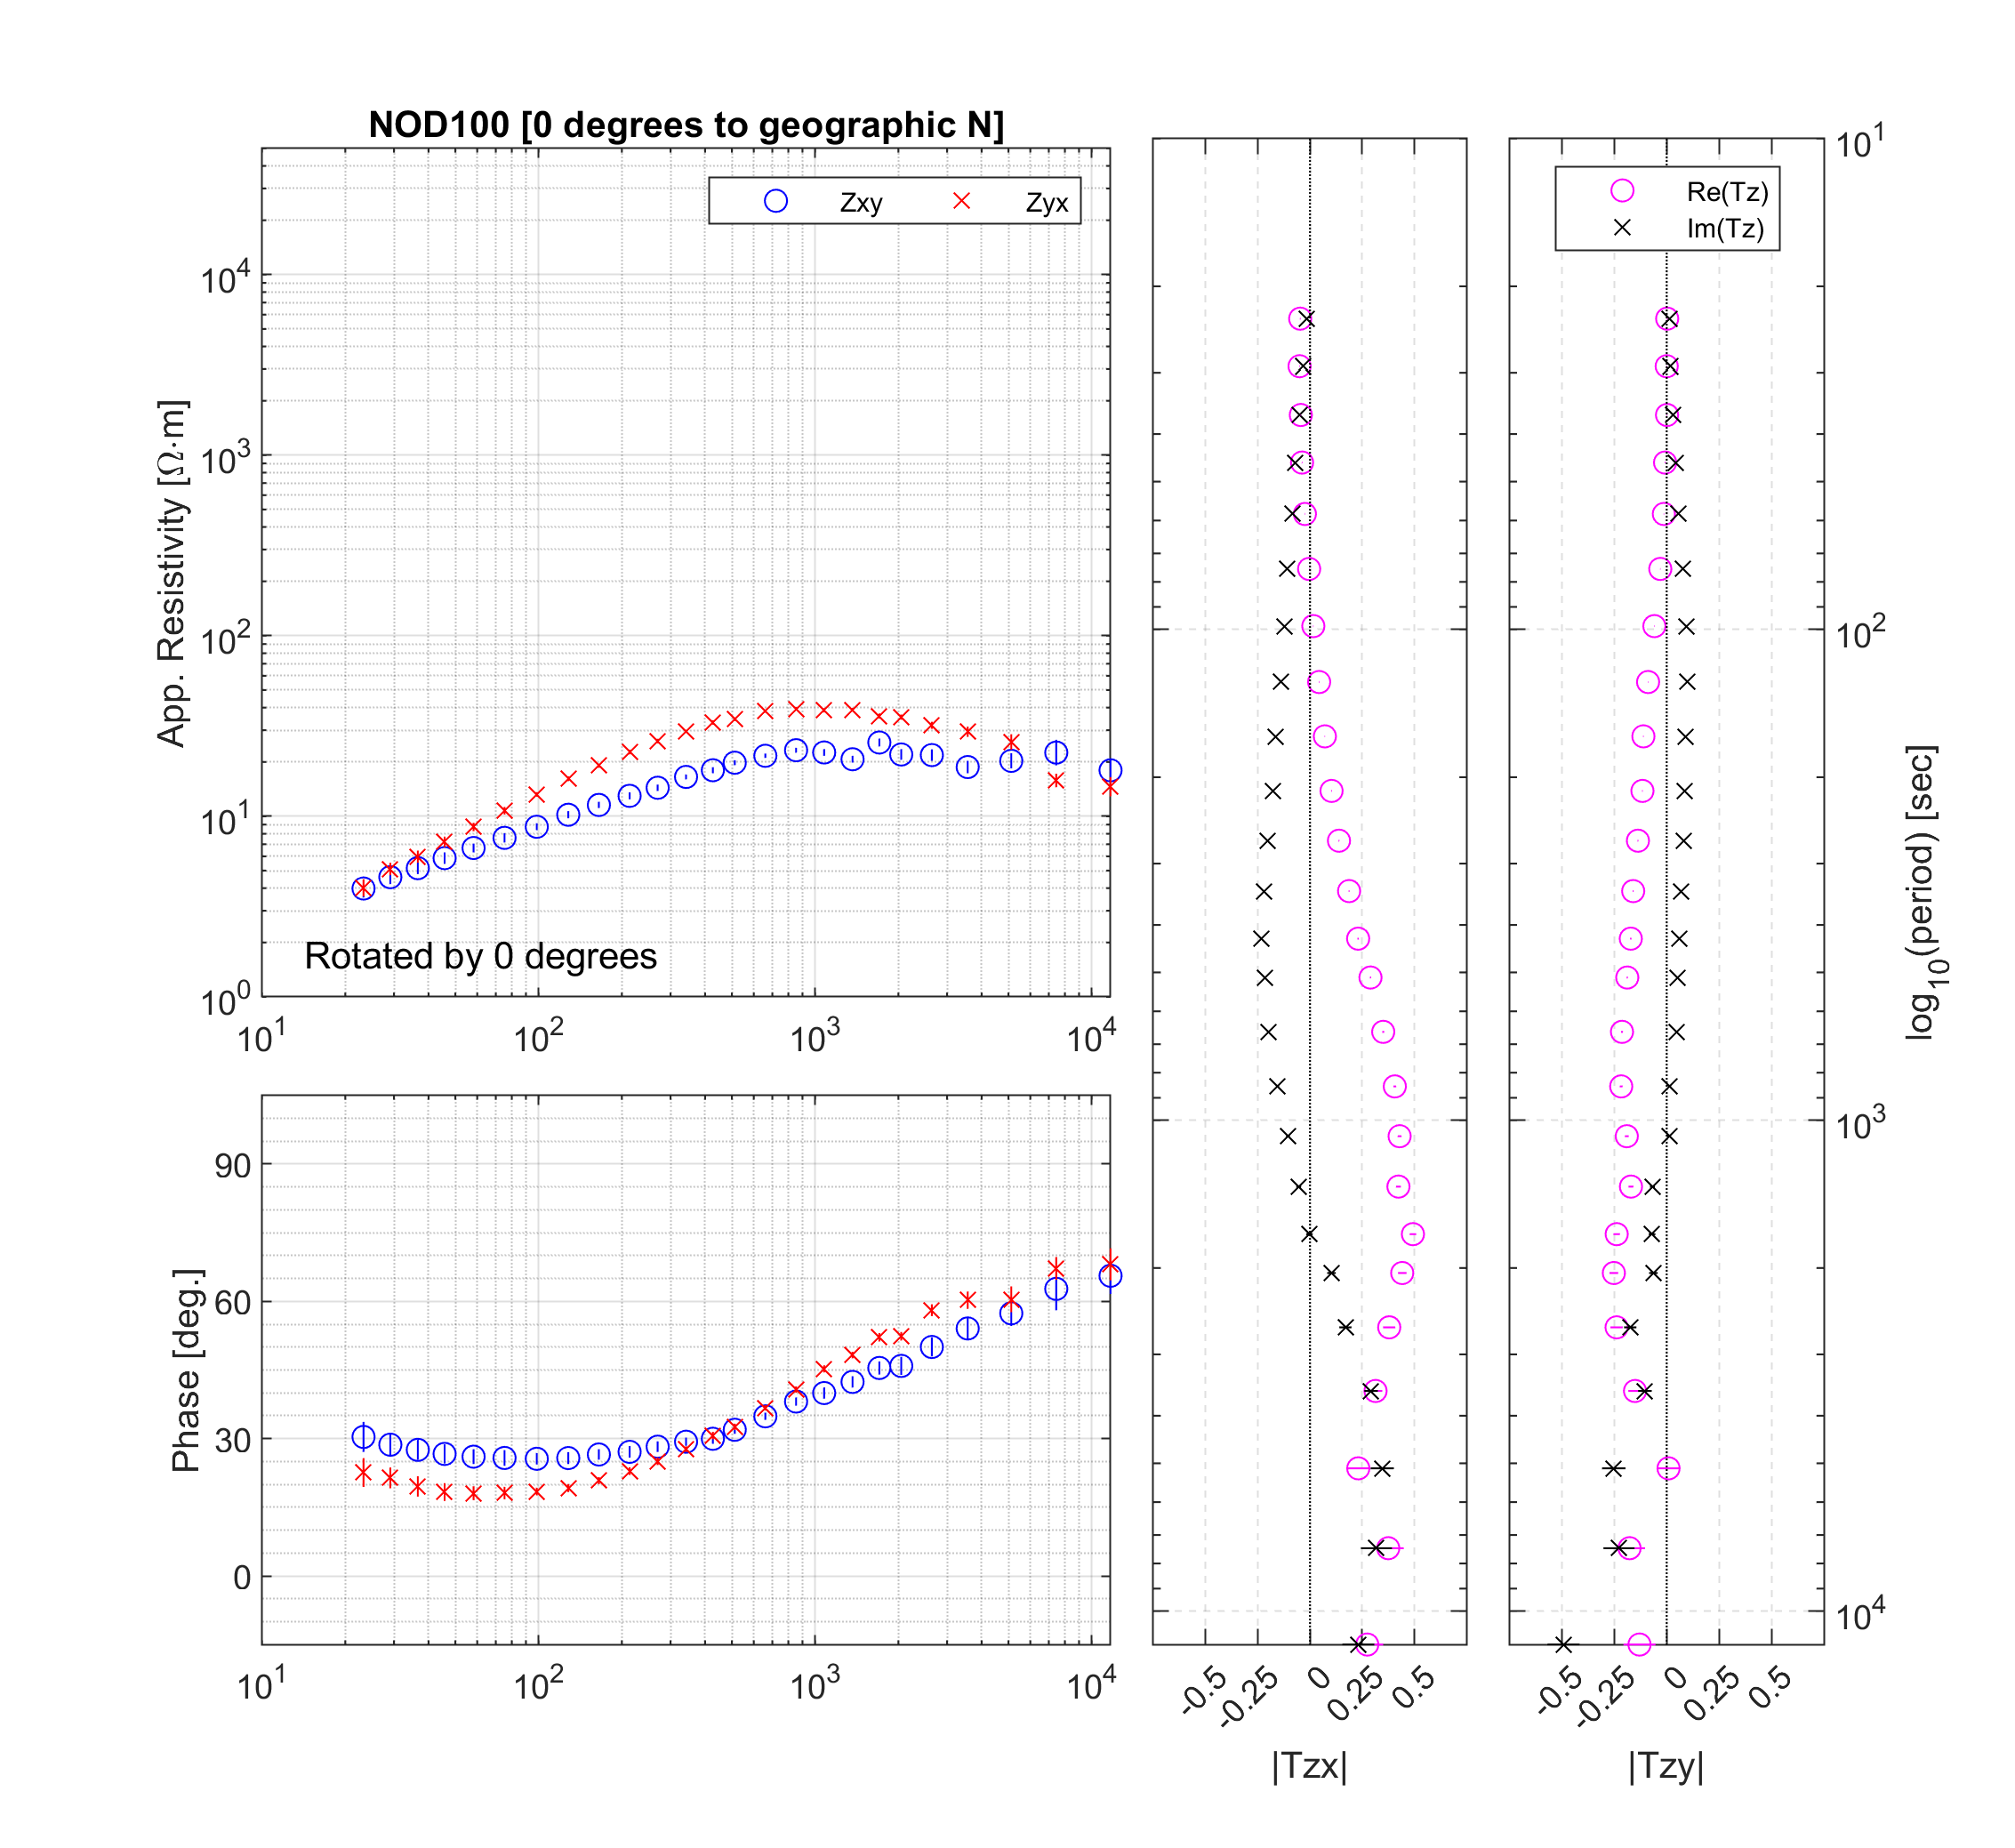 NOD100 [0 degrees to geographic N]
Zxy Zyx
App. Resistivity [Ω·m]
10^4
10^3
10^2
10^1
10^0
Rotated by 0 degrees
10^1 10^2 10^3 10^4
Phase [deg.]
90
60
30
0
10^1 10^2 10^3 10^4
-0.5 -0.25 0 0.25 0.5
|Tzx|
Re(Tz)
Im(Tz)
10^1
10^2
10^3
10^4
log_10(period) [sec]
-0.5 -0.25 0 0.25 0.5
|Tzy|